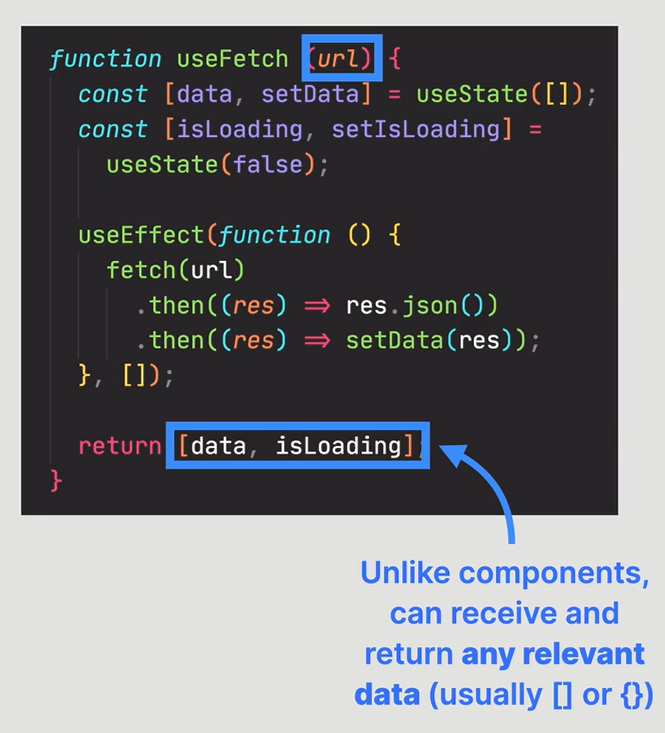 function useFetch (url) {
const [data, setData] = useState([]);
const [isLoading, setIsLoading] =
useState(false);
useEffect(function () {
fetch(url)
.then((res) => res.json())
.then((res) => setData(res));
}, []);
return [data, isLoading];
}
Unlike components,
can receive and
return any relevant
data (usually [] or {})